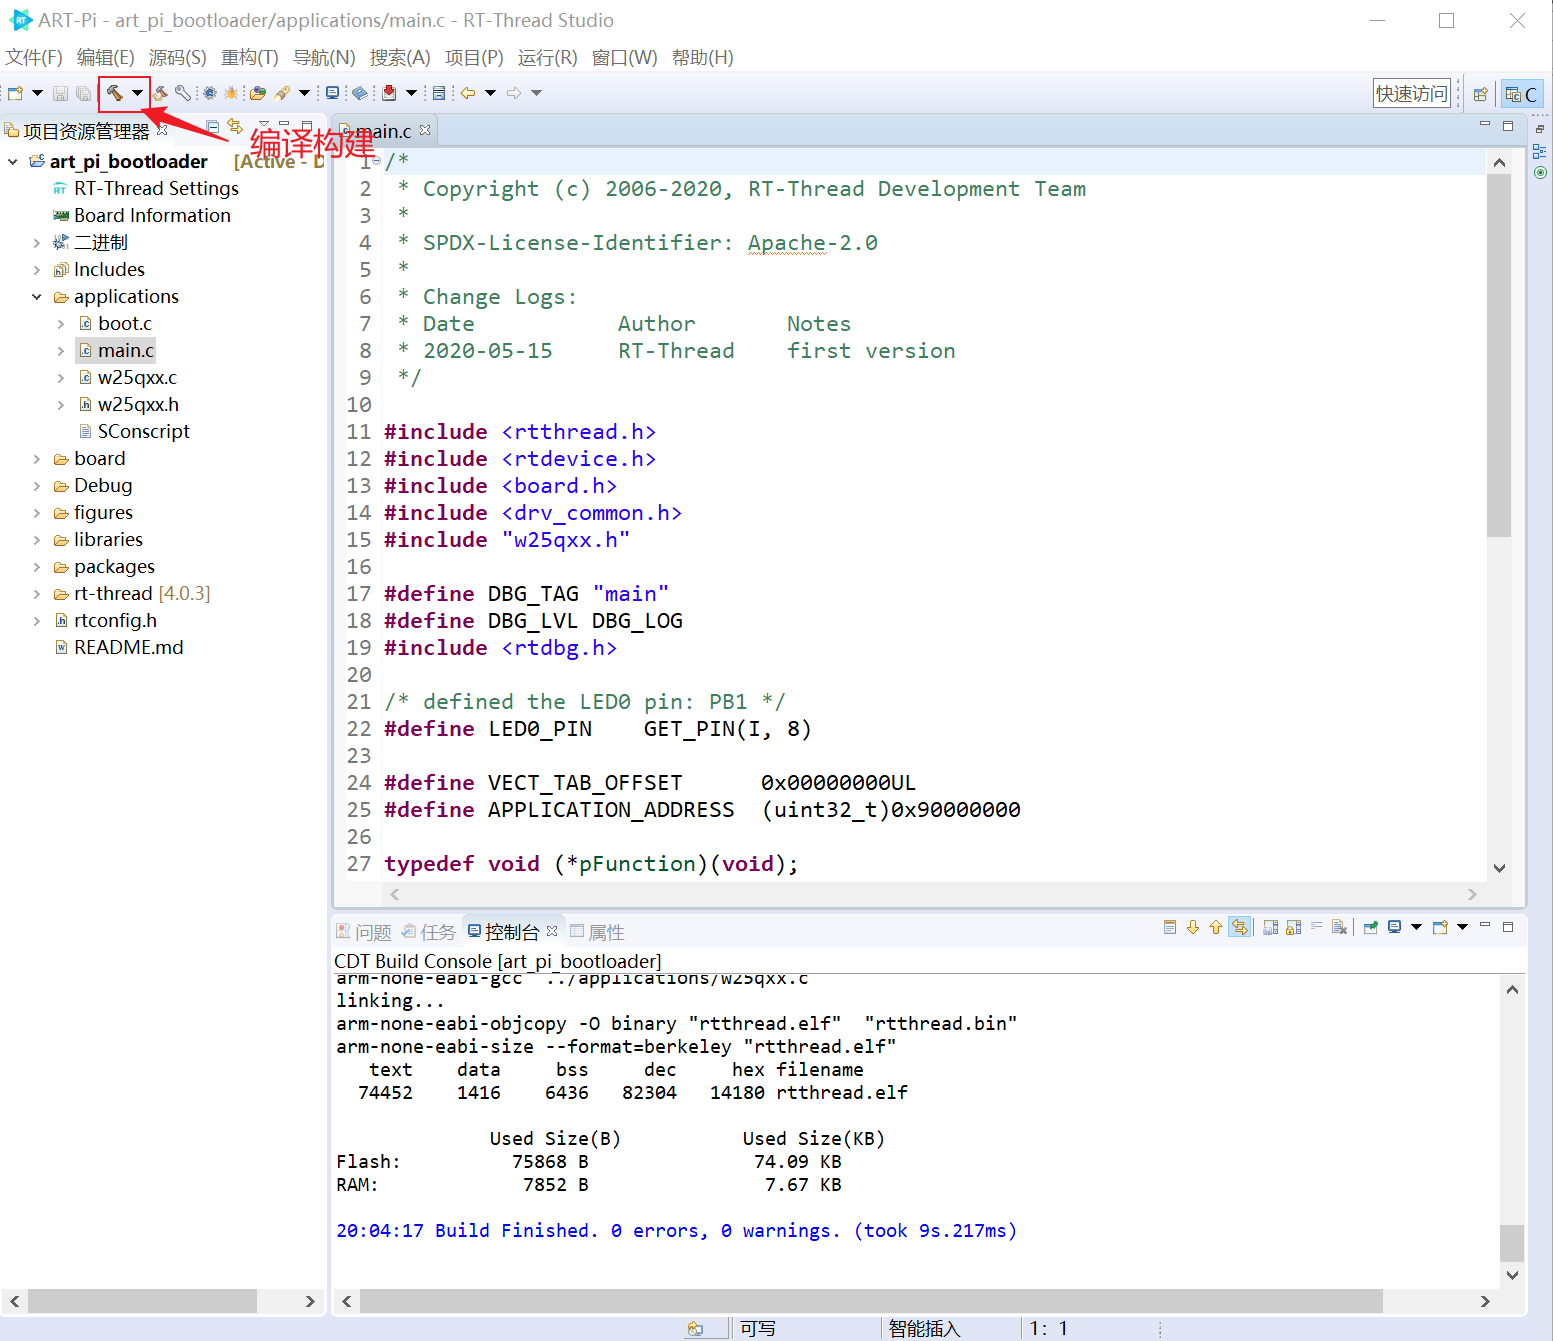 ART-Pi - art_pi_bootloader/applications/main.c - RT-Thread Studio
文件(F) 编辑(E) 源码(S) 重构(T) 导航(N) 搜索(A) 项目(P) 运行(R) 窗口(W) 帮助(H)
快速访问
C
项目资源管理器
编译构建
main.c
art_pi_bootloader [Active - D
RT-Thread Settings
Board Information
二进制
Includes
applications
boot.c
main.c
w25qxx.c
w25qxx.h
SConscript
board
Debug
figures
libraries
packages
rt-thread [4.0.3]
rtconfig.h
README.md
1 /*
2  * Copyright (c) 2006-2020, RT-Thread Development Team
3  *
4  * SPDX-License-Identifier: Apache-2.0
5  *
6  * Change Logs:
7  * Date           Author       Notes
8  * 2020-05-15     RT-Thread    first version
9  */
10
11 #include <rtthread.h>
12 #include <rtdevice.h>
13 #include <board.h>
14 #include <drv_common.h>
15 #include "w25qxx.h"
16
17 #define DBG_TAG "main"
18 #define DBG_LVL DBG_LOG
19 #include <rtdbg.h>
20
21 /* defined the LED0 pin: PB1 */
22 #define LED0_PIN    GET_PIN(I, 8)
23
24 #define VECT_TAB_OFFSET      0x00000000UL
25 #define APPLICATION_ADDRESS  (uint32_t)0x90000000
26
27 typedef void (*pFunction)(void);
问题 任务 控制台 属性
CDT Build Console [art_pi_bootloader]
arm-none-eabi-gcc ../applications/w25qxx.c
linking...
arm-none-eabi-objcopy -O binary "rtthread.elf"  "rtthread.bin"
arm-none-eabi-size --format=berkeley "rtthread.elf"
text    data     bss     dec     hex filename
74452    1416    6436   82304   14180 rtthread.elf
Used Size(B)           Used Size(KB)
Flash:          75868 B               74.09 KB
RAM:             7852 B                7.67 KB
20:04:17 Build Finished. 0 errors, 0 warnings. (took 9s.217ms)
可写 智能插入 1: 1